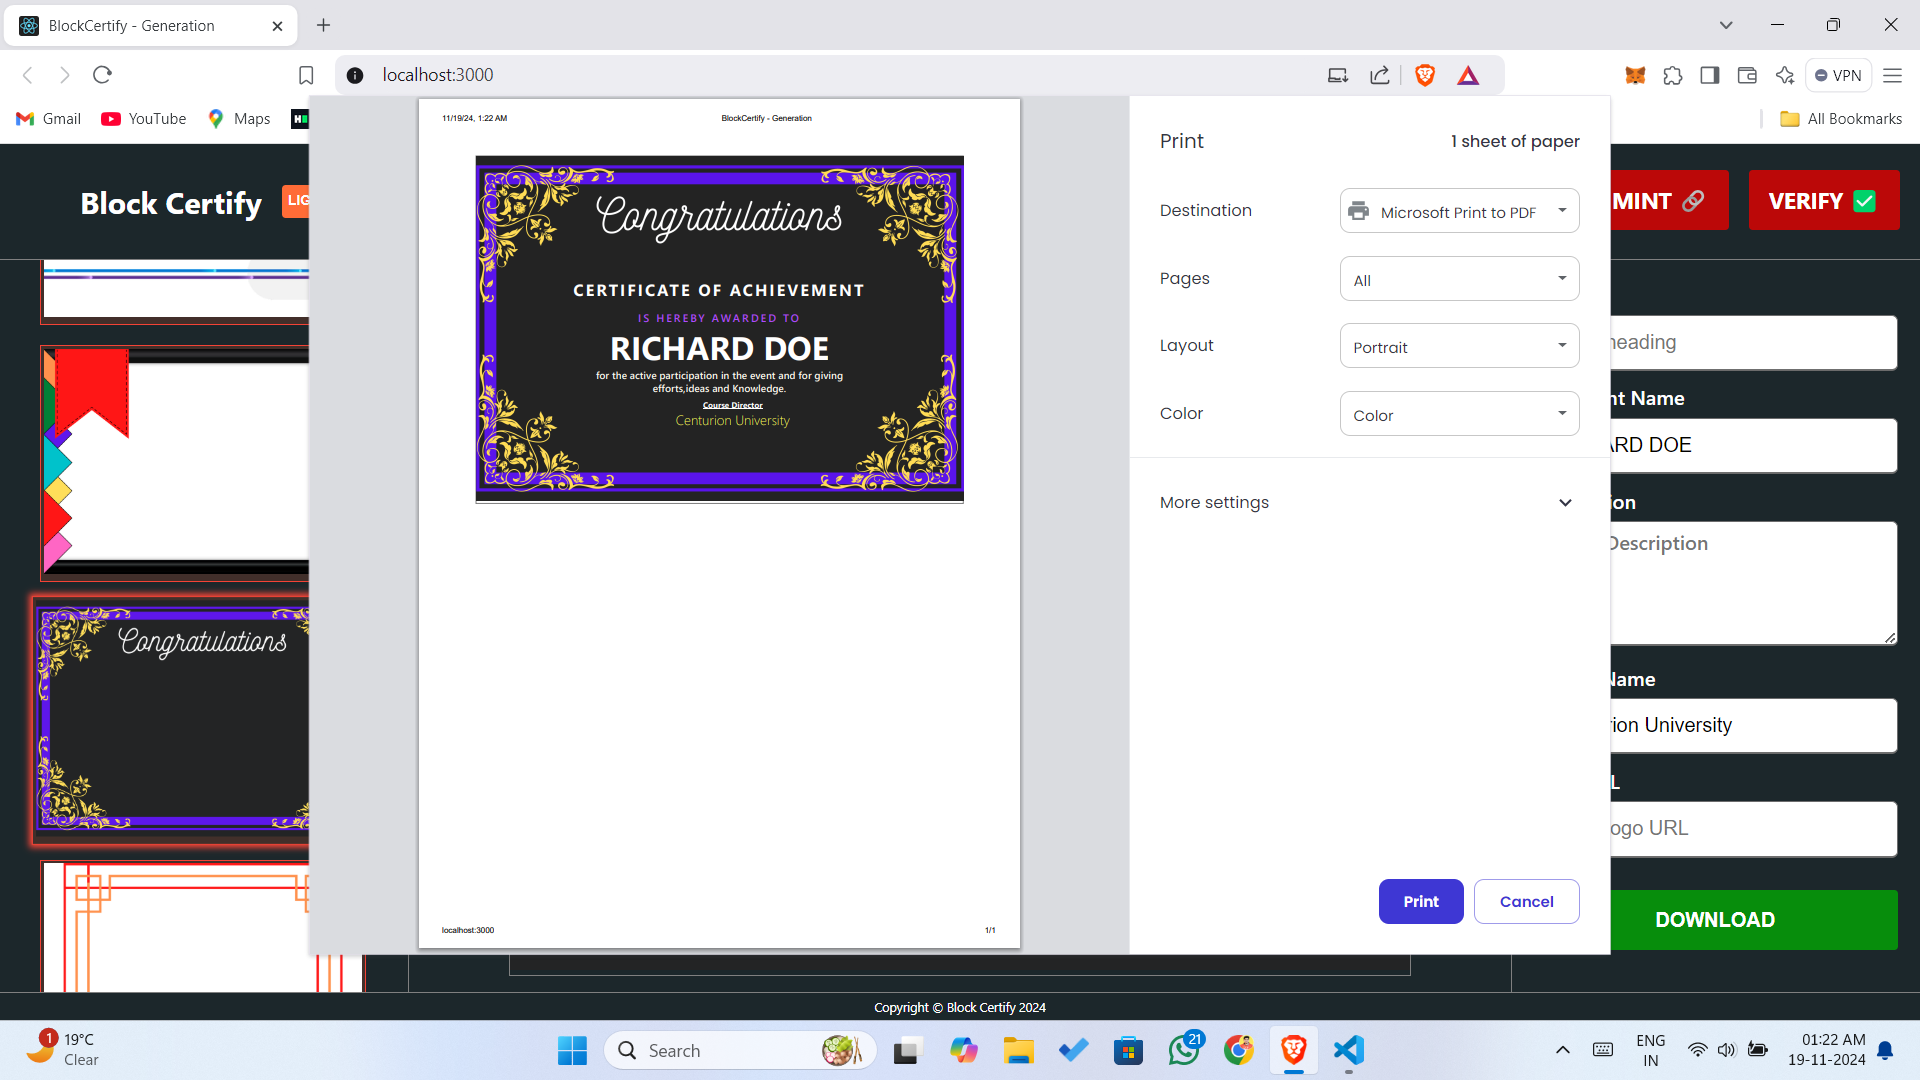 BlockCertify - Generation
localhost:3000
VPN
Gmail
YouTube
Maps
All Bookmarks
Block Certify
LIG
MINT
VERIFY
11/19/24, 1:22 AM
BlockCertify - Generation
Congratulations
CERTIFICATE OF ACHIEVEMENT
IS HEREBY AWARDED TO
RICHARD DOE
for the active participation in the event and for giving
efforts,ideas and Knowledge.
Course Director
Centurion University
localhost:3000
1/1
Print
1 sheet of paper
Destination
Microsoft Print to PDF
Pages
All
Layout
Portrait
Color
Color
More settings
Print
Cancel
Congratulations
heading
nt Name
ARD DOE
ion
Description
Name
rion University
L
ogo URL
DOWNLOAD
Copyright © Block Certify 2024
1
19°C
Clear
Search
21
ENG
IN
01:22 AM
19-11-2024